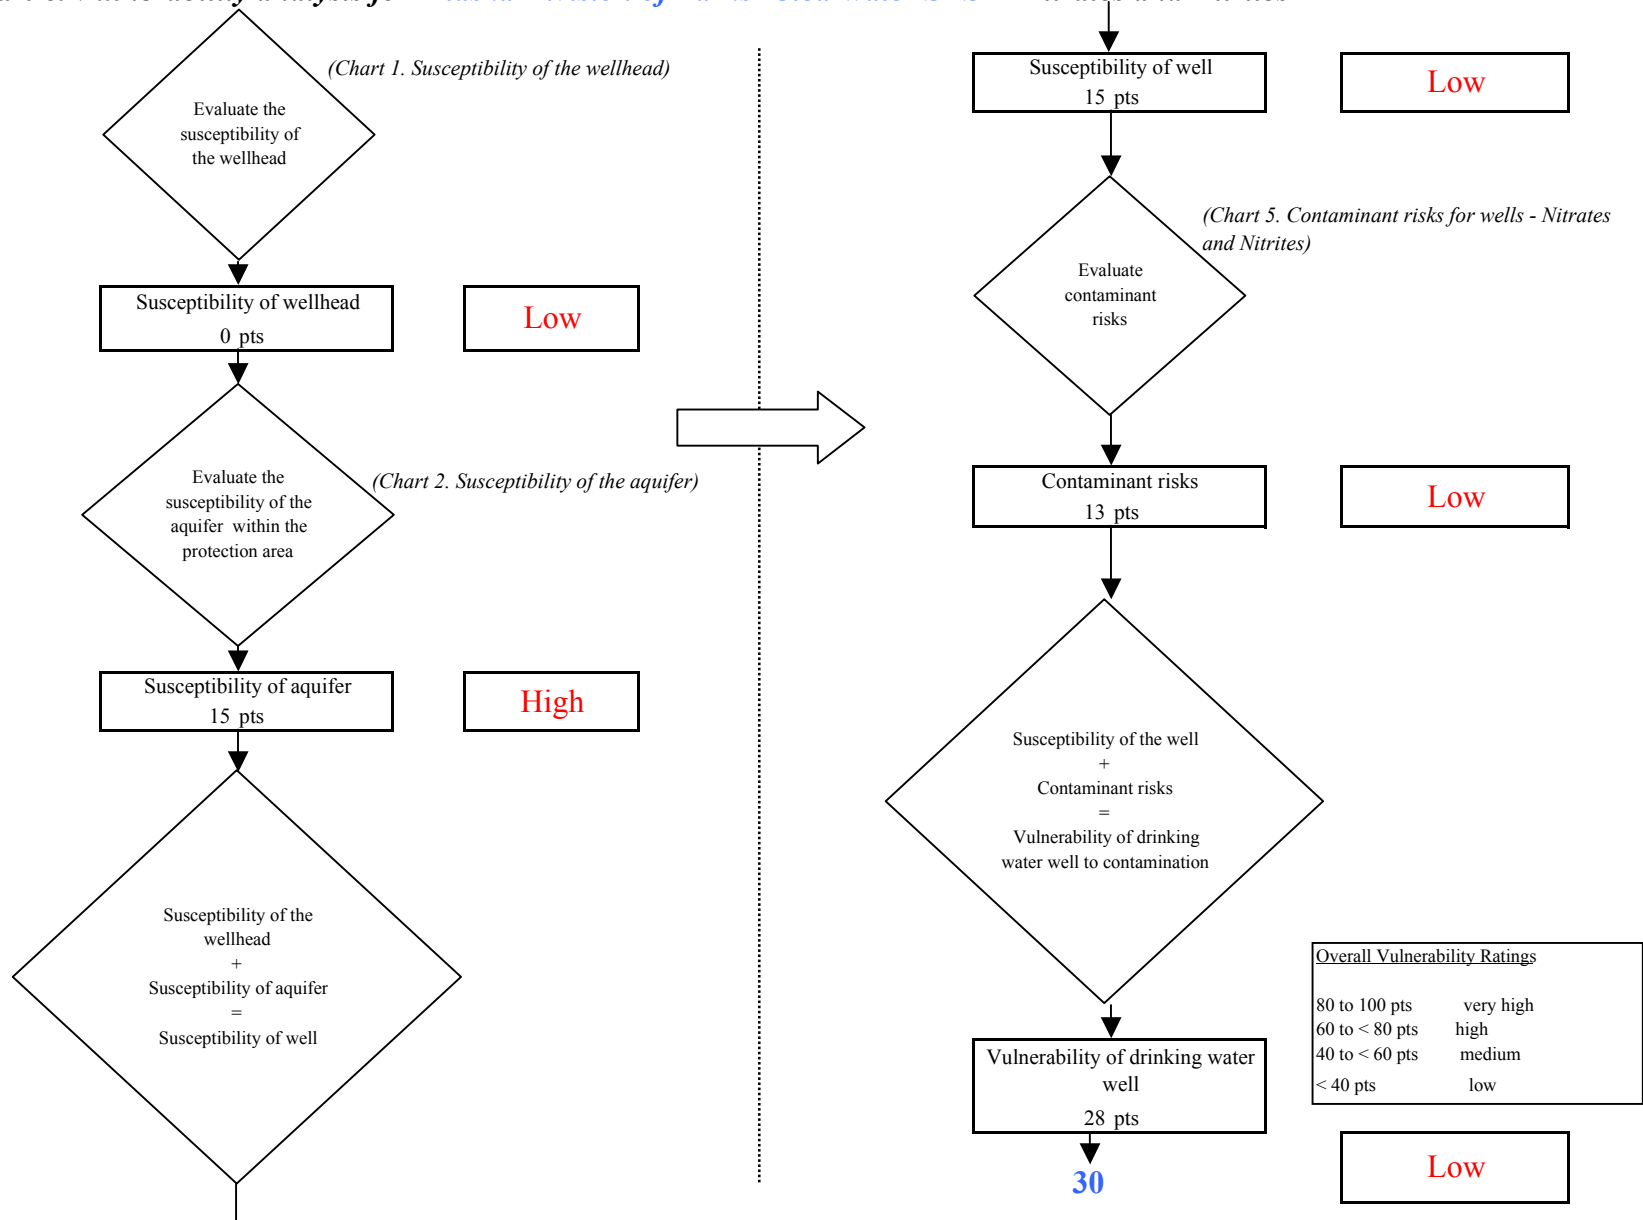 (Chart 1. Susceptibility of the wellhead)
Evaluate the
susceptibility of
the wellhead
Susceptibility of wellhead
0 pts
Low
Evaluate the
susceptibility of the
aquifer within the
protection area
(Chart 2. Susceptibility of the aquifer)
Susceptibility of aquifer
15 pts
High
Susceptibility of the
wellhead
+
Susceptibility of aquifer
=
Susceptibility of well
Susceptibility of well
15 pts
Low
(Chart 5. Contaminant risks for wells - Nitrates
and Nitrites)
Evaluate
contaminant
risks
Contaminant risks
13 pts
Low
Susceptibility of the well
+
Contaminant risks
=
Vulnerability of drinking
water well to contamination
Overall Vulnerability Ratings
80 to 100 pts very high
60 to < 80 pts high
40 to < 60 pts medium
< 40 pts low
Vulnerability of drinking water
well
28 pts
30
Low